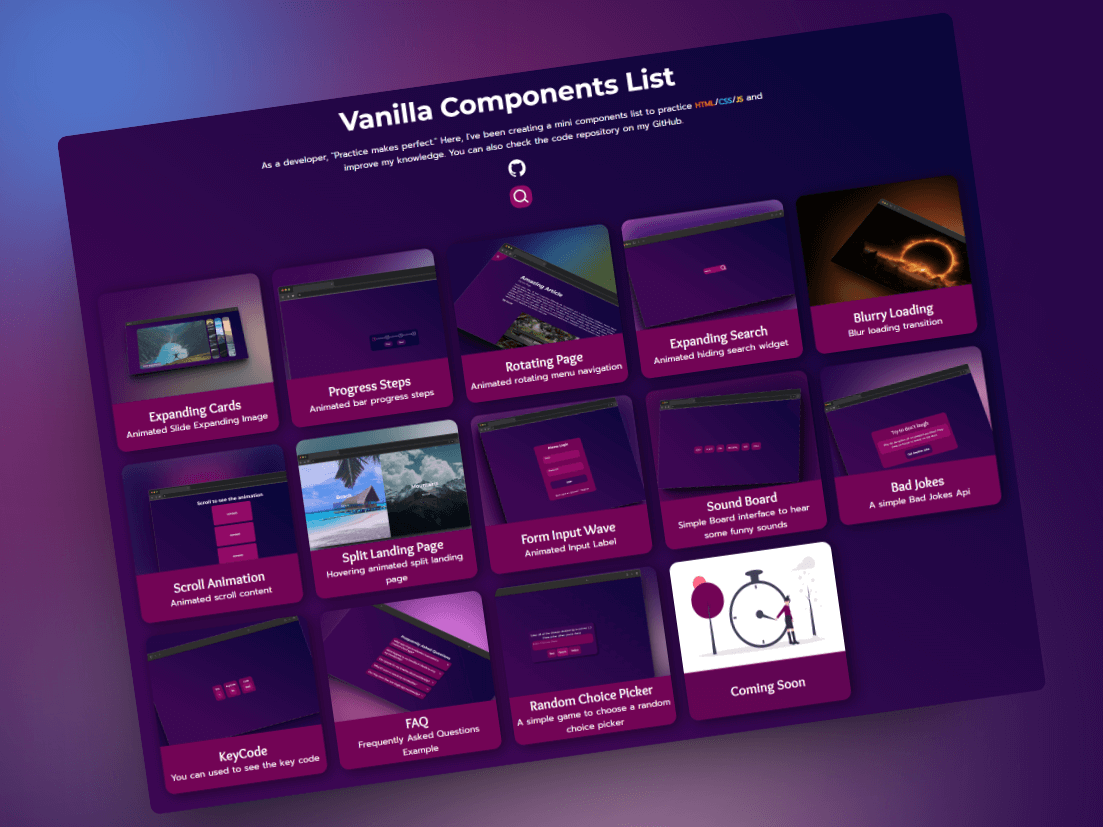 Vanilla Components List
As a developer, "Practice makes perfect." Here, I've been creating a mini components list to practice HTML/CSS/JS and
improve my knowledge. You can also check the code repository on my GitHub.
Expanding Cards
Animated Slide Expanding Image
Progress Steps
Animated bar progress steps
Amazing Article
Rotating Page
Animated rotating menu navigation
Expanding Search
Animated hiding search widget
Blurry Loading
Blur loading transition
Scroll to see the animation
Scroll Animation
Animated scroll content
Beach
Mountains
Split Landing Page
Hovering animated split landing
page
Form Input Wave
Animated Input Label
Sound Board
Simple Board interface to hear
some funny sounds
Try to don't laugh
Bad Jokes
A simple Bad Jokes Api
KeyCode
You can used to see the key code
Frequently Asked Questions
FAQ
Frequently Asked Questions
Example
Random Choice Picker
A simple game to choose a random
choice picker
Coming Soon